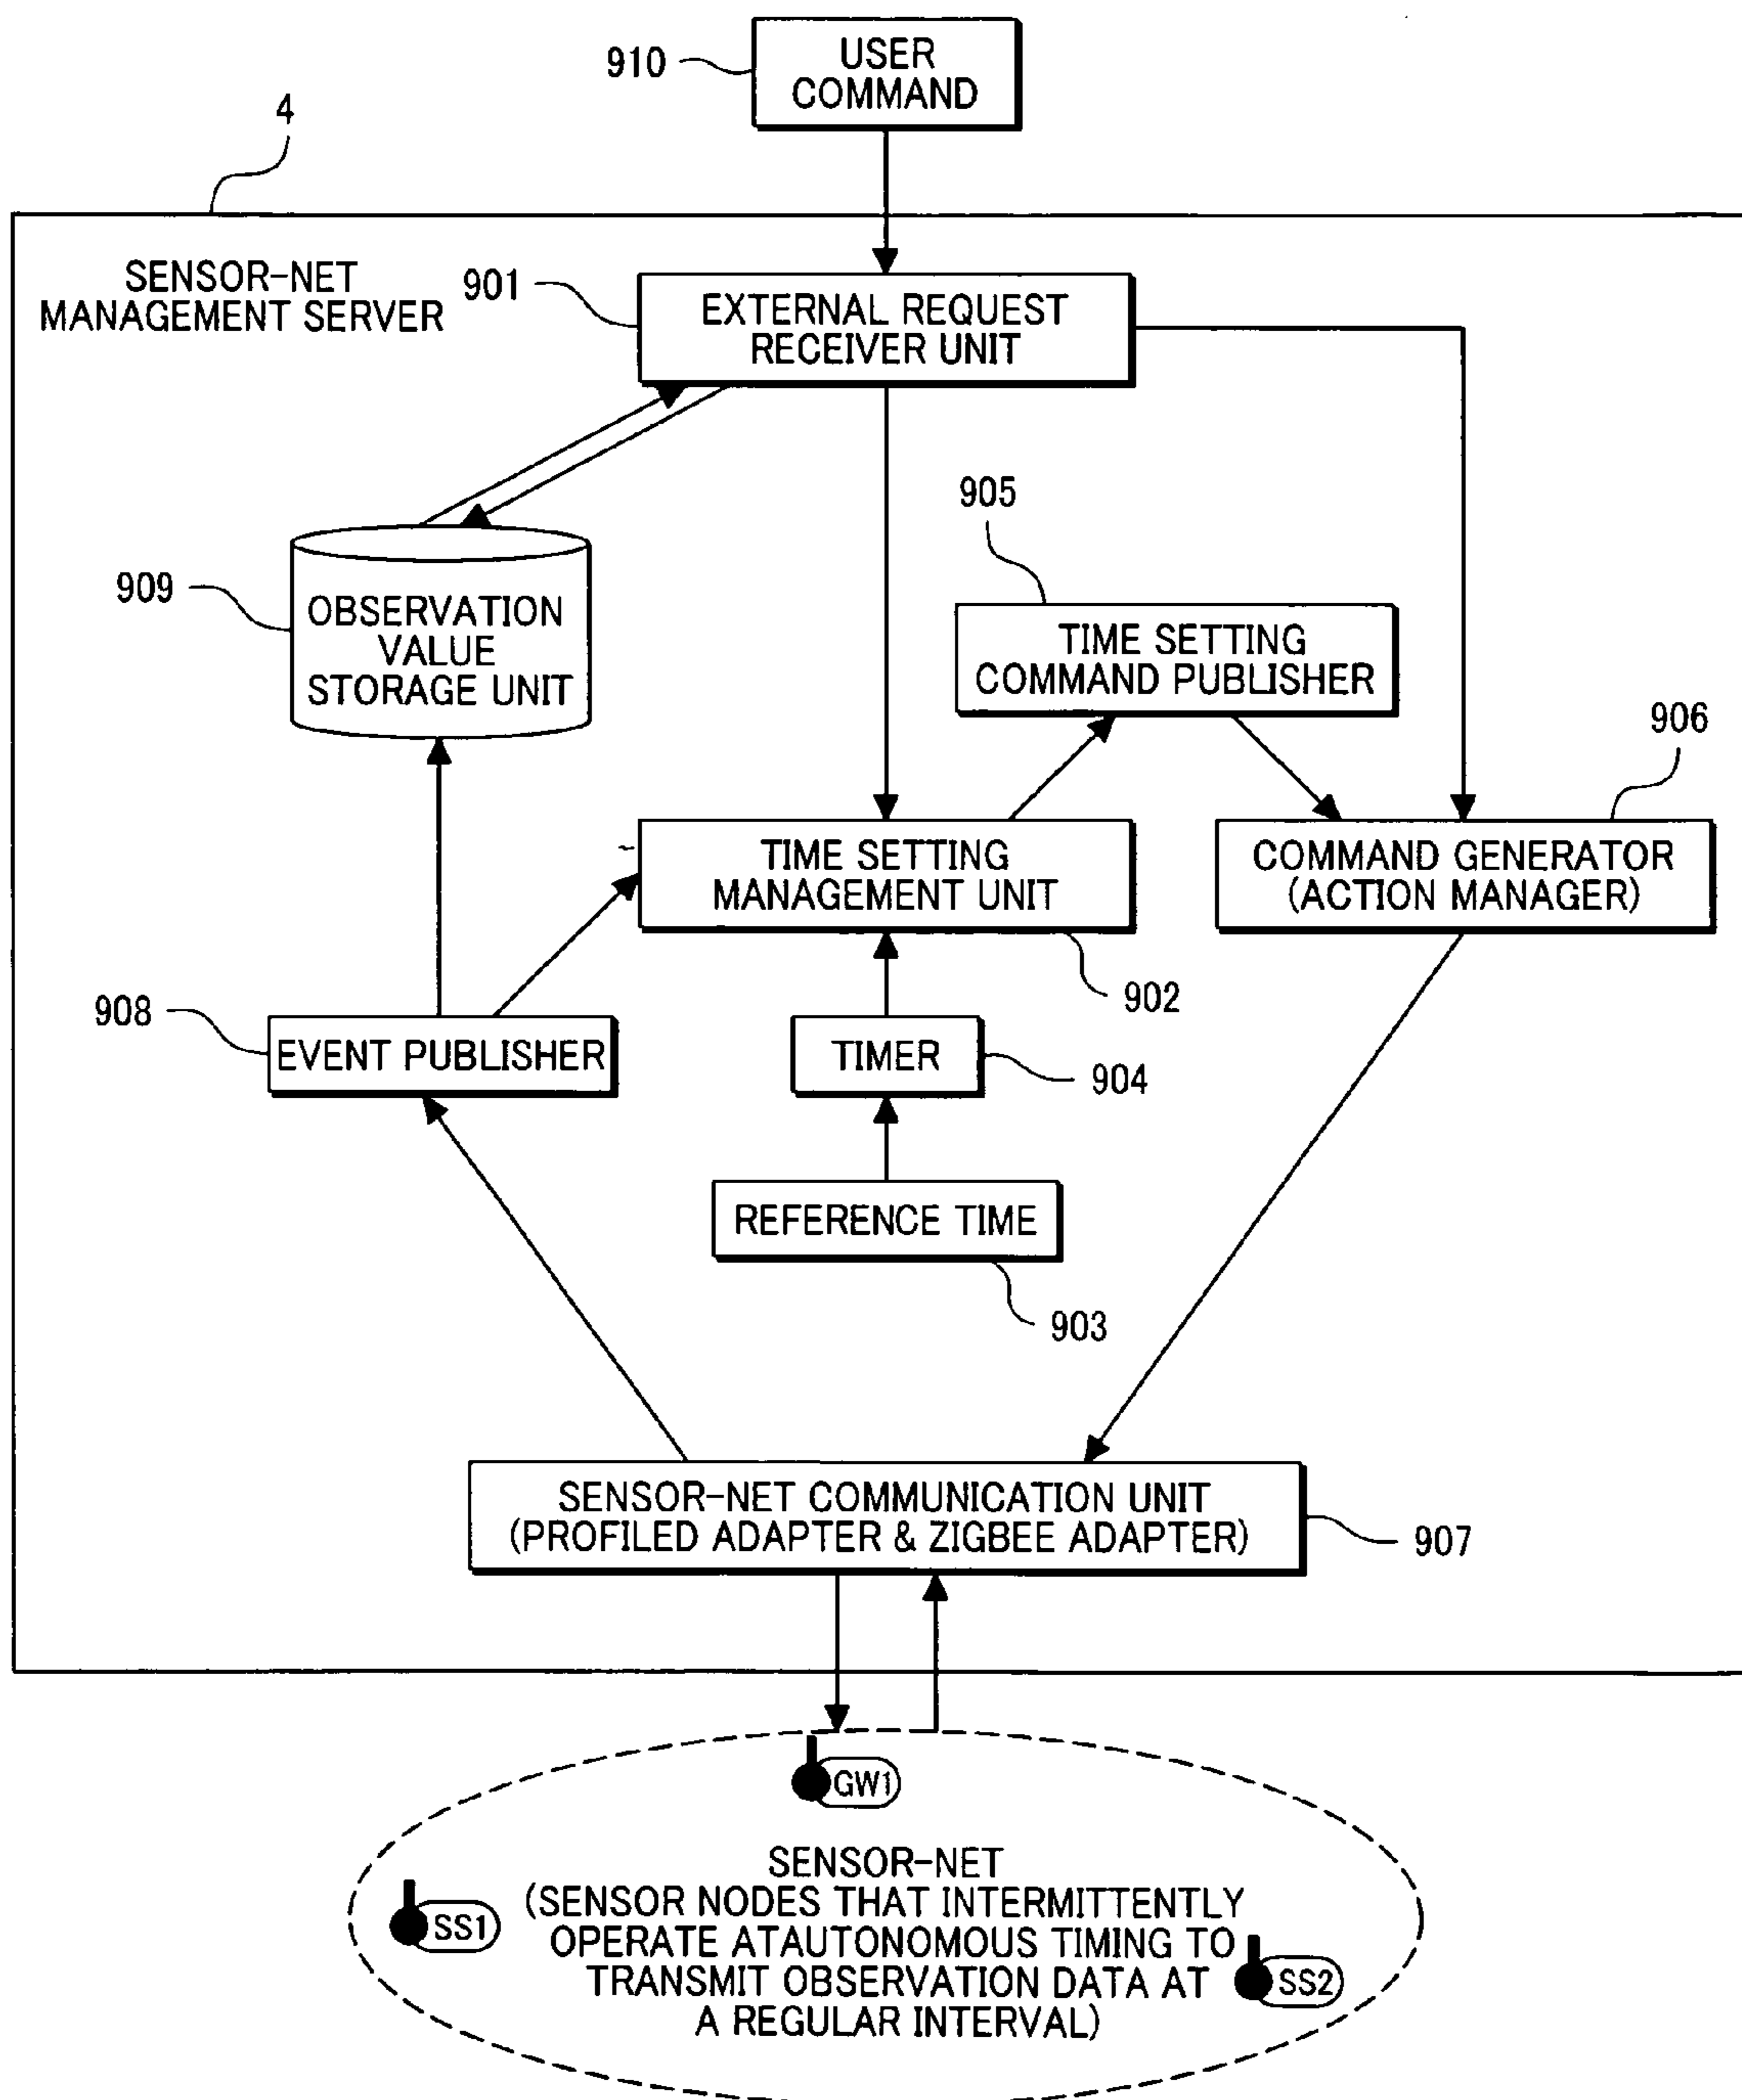 USER
COMMAND
910
4
SENSOR-NET
MANAGEMENT SERVER
901
EXTERNAL REQUEST
RECEIVER UNIT
905
909
OBSERVATION
VALUE
STORAGE UNIT
TIME SETTING
COMMAND PUBLISHER
906
TIME SETTING
MANAGEMENT UNIT
COMMAND GENERATOR
(ACTION MANAGER)
902
908
EVENT PUBLISHER
TIMER
904
REFERENCE TIME
903
SENSOR-NET COMMUNICATION UNIT
(PROFILED ADAPTER & ZIGBEE ADAPTER)
907
GW1
SENSOR-NET
(SENSOR NODES THAT INTERMITTENTLY
OPERATE ATAUTONOMOUS TIMING TO
TRANSMIT OBSERVATION DATA AT
A REGULAR INTERVAL)
SS1
SS2